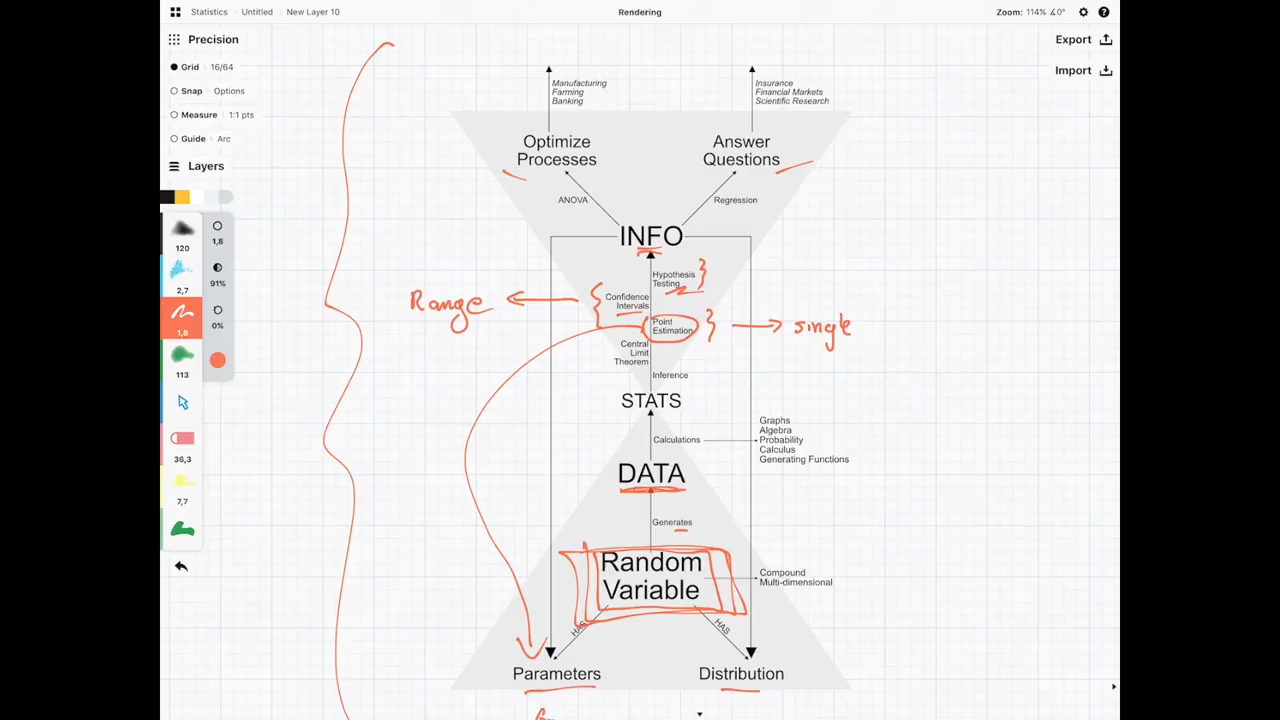 Statistics Untitled New Layer 10
Rendering
Zoom: 114% ∡0°
Precision
Grid 16/64
Snap Options
Measure 1:1 pts
Guide Arc
Layers
120
2,7
1,8
113
36,3
7,7
1,8
91%
0%
Export
Import
Manufacturing
Farming
Banking
Insurance
Financial Markets
Scientific Research
Optimize
Processes
Answer
Questions
ANOVA
Regression
INFO
Hypothesis
Testing
Confidence
Intervals
Range
Point
Estimation
single
Central
Limit
Theorem
Inference
STATS
Calculations
Graphs
Algebra
Probability
Calculus
Generating Functions
DATA
Generates
Random
Variable
Compound
Multi-dimensional
HAS
HAS
Parameters
Distribution